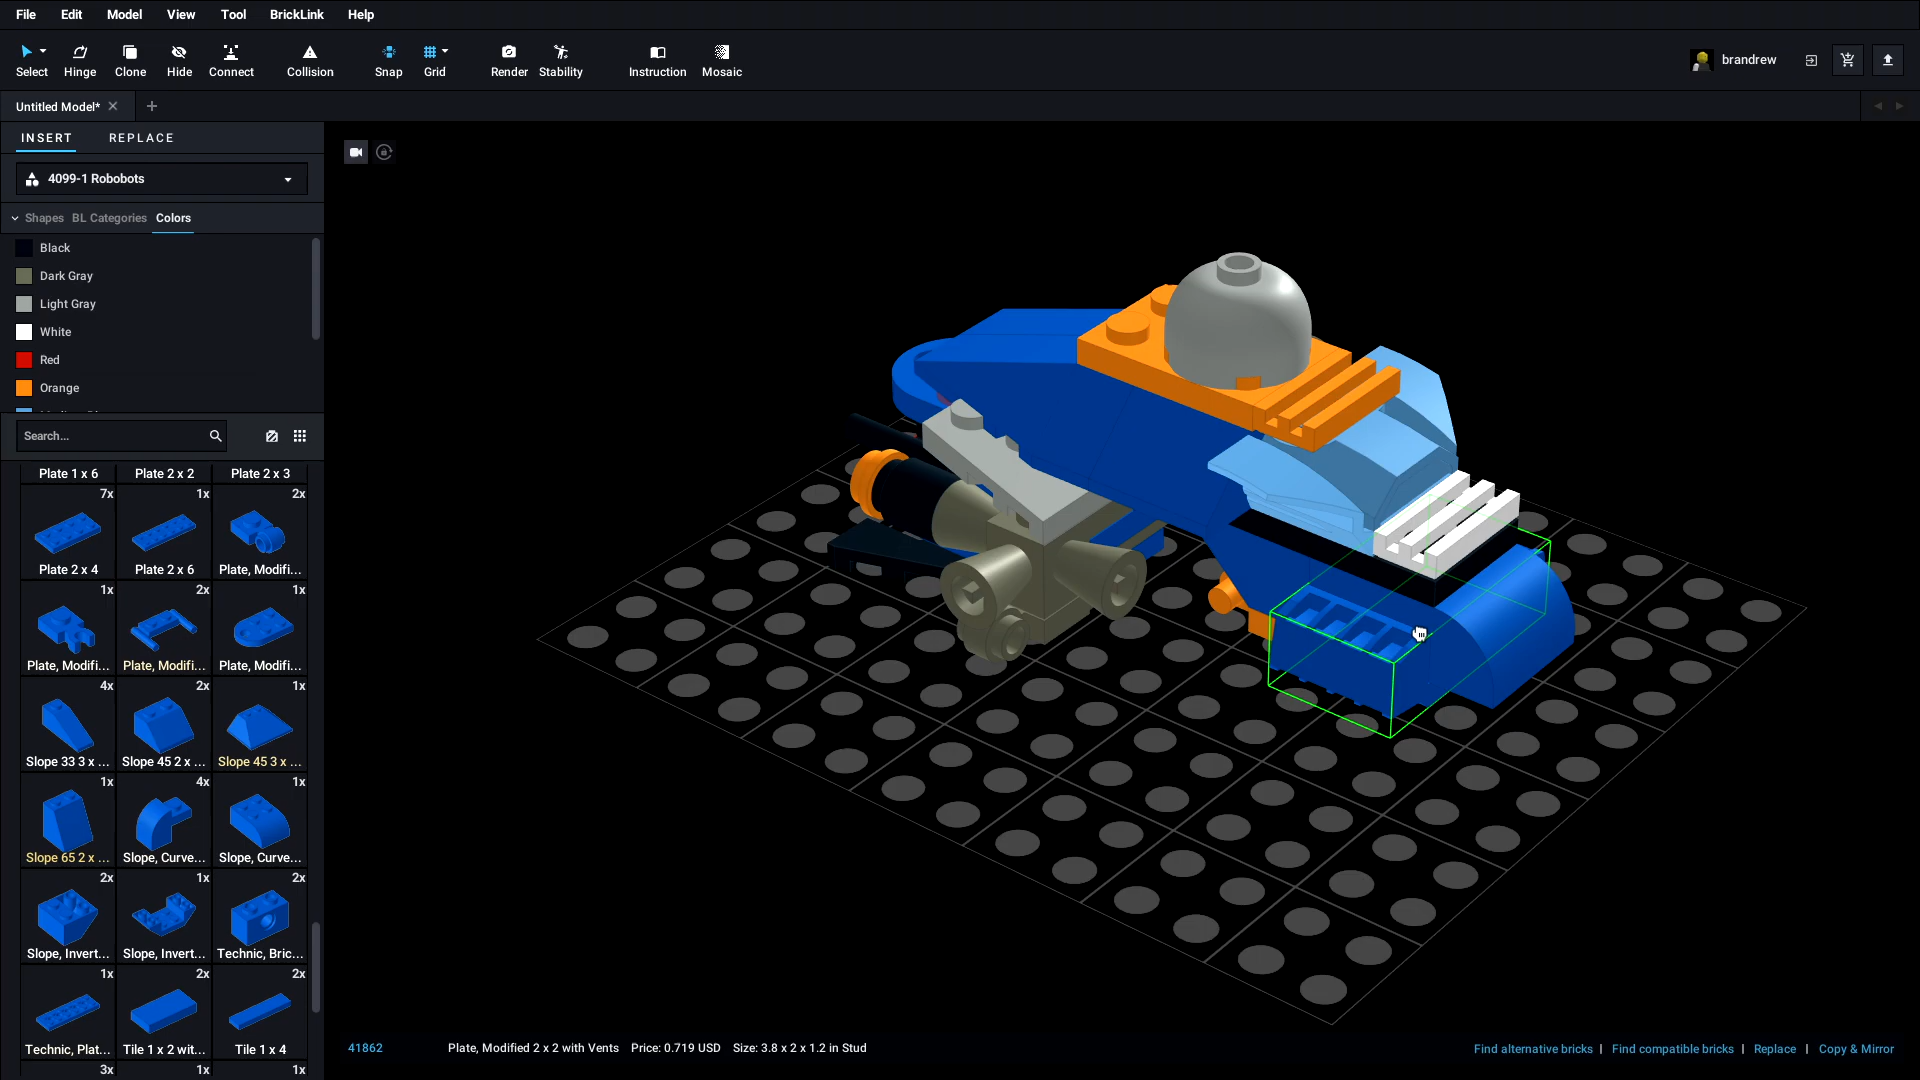 File Edit Model View Tool BrickLink Help
Select Hinge Clone Hide Connect Collision Snap Grid Render Stability Instruction Mosaic
brandrew
Untitled Model*
INSERT REPLACE
4099-1 Robobots
Shapes BL Categories Colors
Black
Dark Gray
Light Gray
White
Red
Orange
Search...
Plate 1 x 6 Plate 2 x 2 Plate 2 x 3
7x 1x 2x
Plate 2 x 4 Plate 2 x 6 Plate, Modifi...
1x 2x 1x
Plate, Modifi... Plate, Modifi... Plate, Modifi...
4x 2x 1x
Slope 33 3 x ... Slope 45 2 x ... Slope 45 3 x ...
1x 4x 1x
Slope 65 2 x ... Slope, Curve... Slope, Curve...
2x 1x 2x
Slope, Invert... Slope, Invert... Technic, Bric...
1x 2x 2x
Technic, Plat... Tile 1 x 2 wit... Tile 1 x 4
3x 1x 1x
41862 Plate, Modified 2 x 2 with Vents Price: 0.719 USD Size: 3.8 x 2 x 1.2 in Stud
Find alternative bricks | Find compatible bricks | Replace | Copy & Mirror